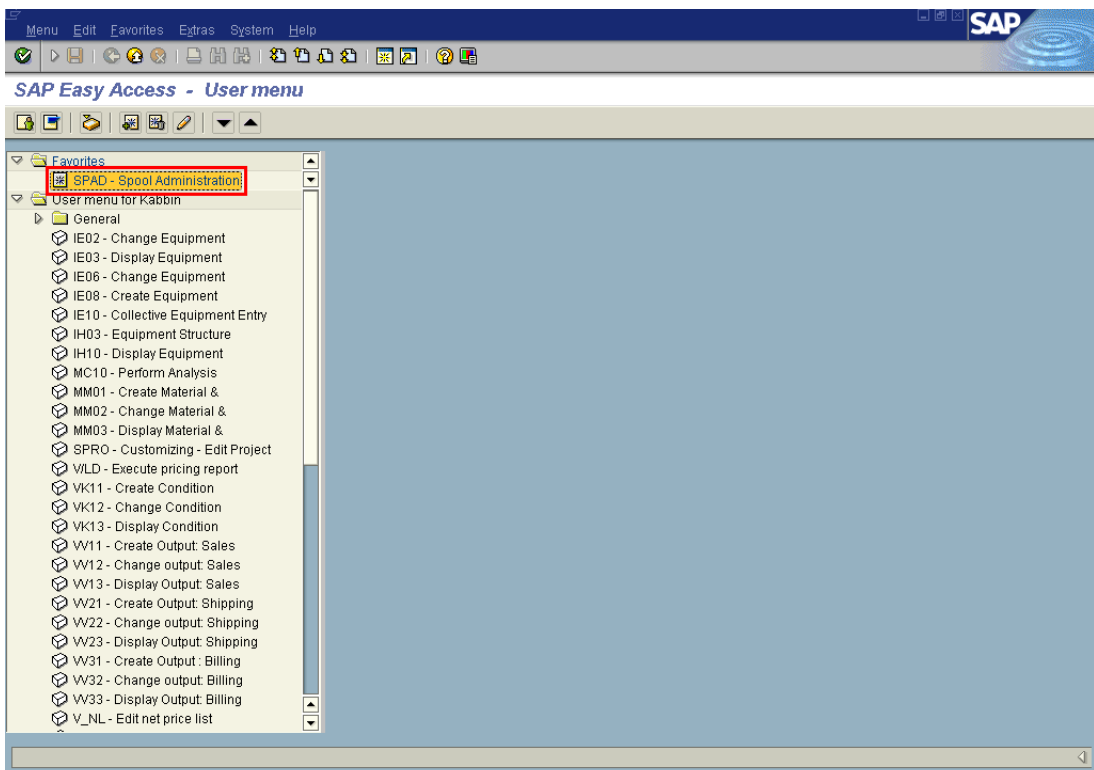 Menu Edit Favorites Extras System Help
SAP
SAP Easy Access - User menu
Favorites
SPAD - Spool Administration
User menu for Kabbin
General
IE02 - Change Equipment
IE03 - Display Equipment
IE06 - Change Equipment
IE08 - Create Equipment
IE10 - Collective Equipment Entry
IH03 - Equipment Structure
IH10 - Display Equipment
MC10 - Perform Analysis
MM01 - Create Material &
MM02 - Change Material &
MM03 - Display Material &
SPRO - Customizing - Edit Project
V/LD - Execute pricing report
VK11 - Create Condition
VK12 - Change Condition
VK13 - Display Condition
VV11 - Create Output: Sales
VV12 - Change output: Sales
VV13 - Display Output: Sales
VV21 - Create Output: Shipping
VV22 - Change output: Shipping
VV23 - Display Output: Shipping
VV31 - Create Output : Billing
VV32 - Change output: Billing
VV33 - Display Output: Billing
V_NL - Edit net price list